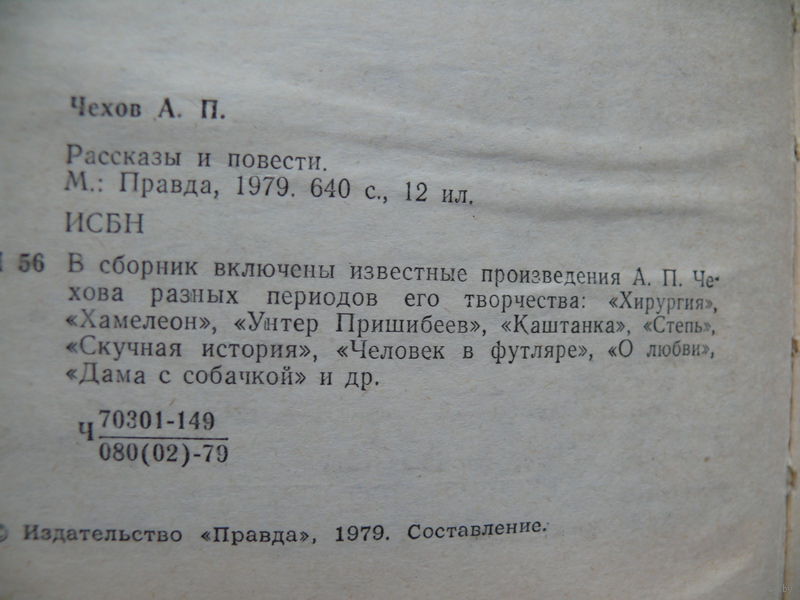 Чехов А. П.
Рассказы и повести.
М.: Правда, 1979. 640 с., 12 ил.
ИСБН
56 В сборник включены известные произведения А. П. Че-
хова разных периодов его творчества: «Хирургия»,
«Хамелеон», «Унтер Пришибеев», «Каштанка», «Степь»,
«Скучная история», «Человек в футляре», «О любви»,
«Дама с собачкой» и др.
Ч 70301-149
080(02)-79
© Издательство «Правда», 1979. Составление.